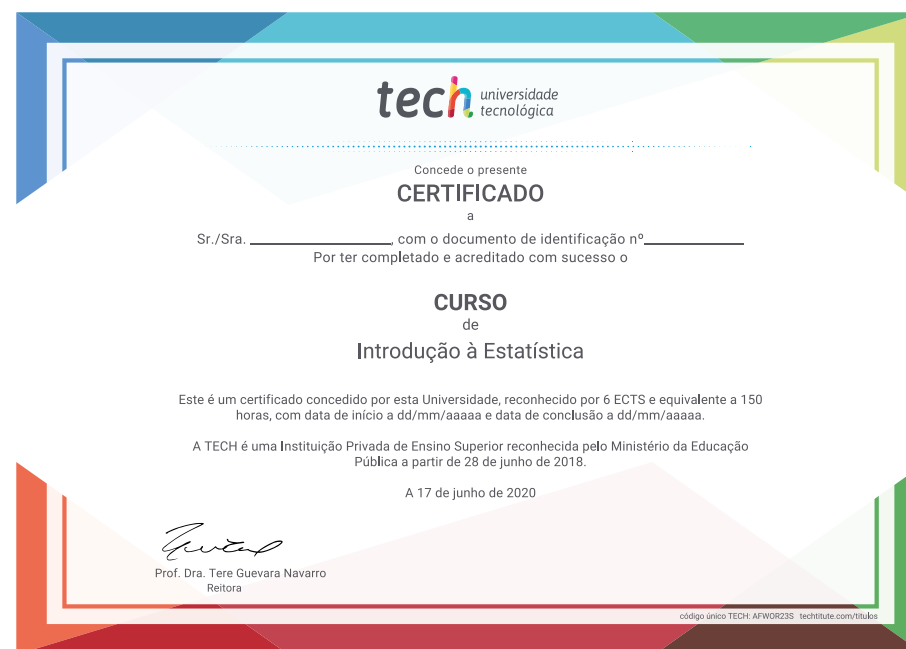 tech universidade
tecnológica
Concede o presente
CERTIFICADO
a
Sr./Sra. ____________________, com o documento de identificação nº______________
Por ter completado e acreditado com sucesso o
CURSO
de
Introdução à Estatística
Este é um certificado concedido por esta Universidade, reconhecido por 6 ECTS e equivalente a 150
horas, com data de início a dd/mm/aaaaa e data de conclusão a dd/mm/aaaaa.
A TECH é uma Instituição Privada de Ensino Superior reconhecida pelo Ministério da Educação
Pública a partir de 28 de junho de 2018.
A 17 de junho de 2020
Prof. Dra. Tere Guevara Navarro
Reitora
código único TECH: AFWOR23S techtitute.com/titulos